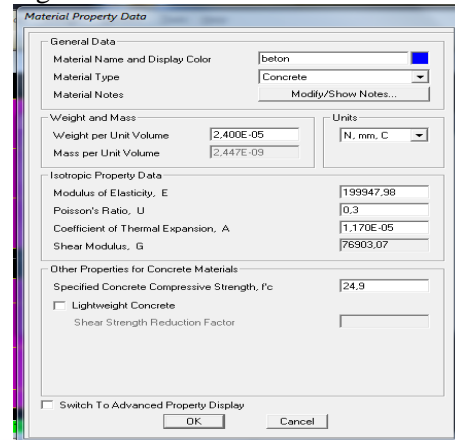 Material Property Data
General Data
Material Name and Display Color beton
Material Type Concrete
Material Notes Modify/Show Notes...
Weight and Mass Units
Weight per Unit Volume 2,400E-05 N, mm, C
Mass per Unit Volume 2,447E-09
Isotropic Property Data
Modulus of Elasticity, E 199947,98
Poisson's Ratio, U 0,3
Coefficient of Thermal Expansion, A 1,170E-05
Shear Modulus, G 76903,07
Other Properties for Concrete Materials
Specified Concrete Compressive Strength, f'c 24,9
Lightweight Concrete
Shear Strength Reduction Factor
Switch To Advanced Property Display
OK Cancel